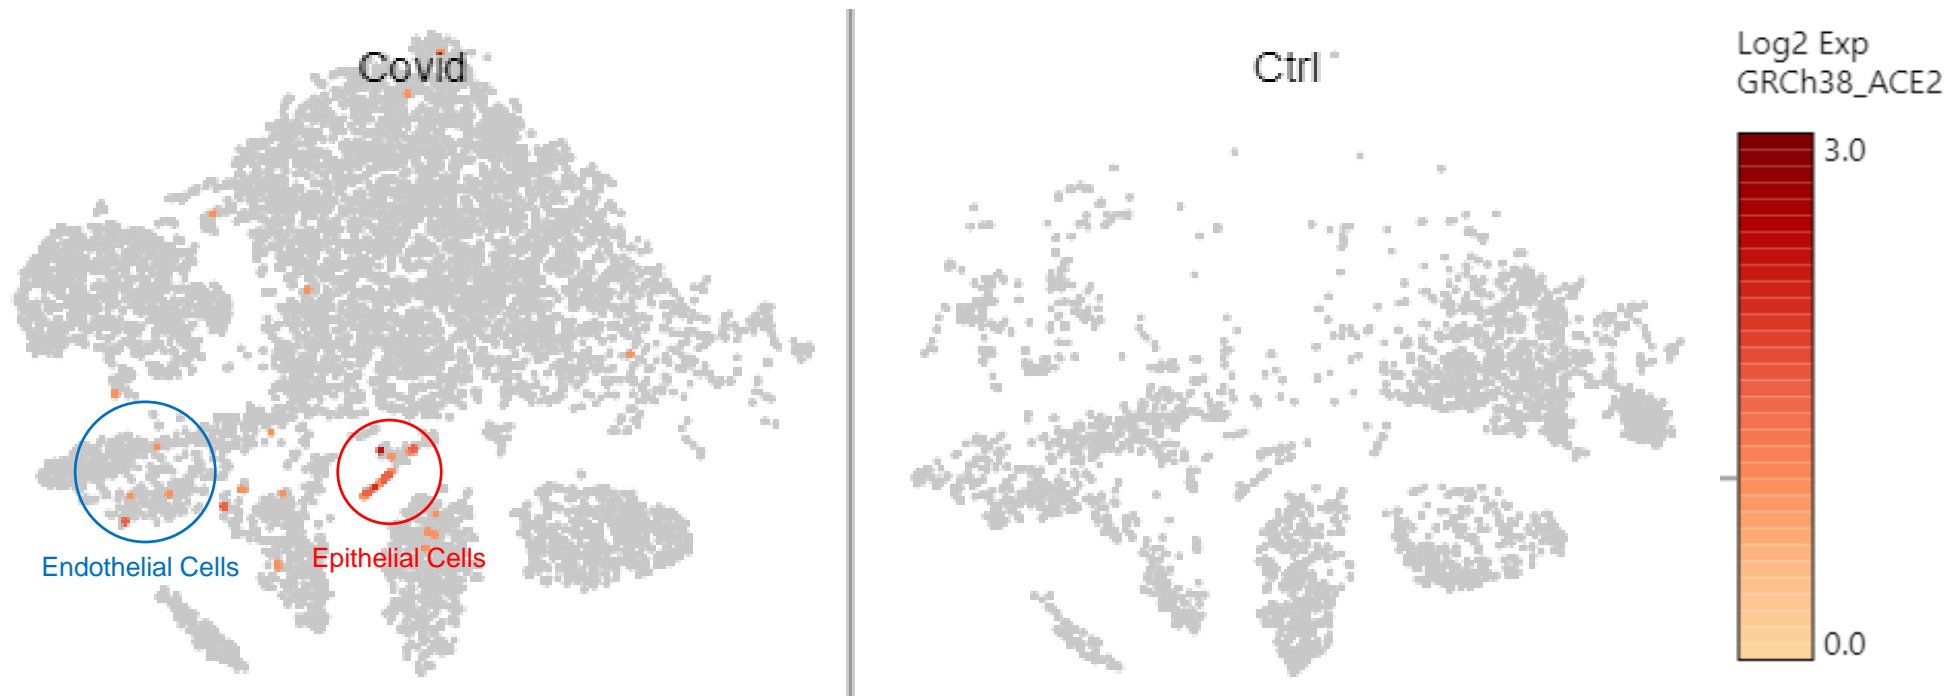 Covid
Ctrl
Log2 Exp
GRCh38_ACE2
3.0
0.0
Endothelial Cells
Epithelial Cells